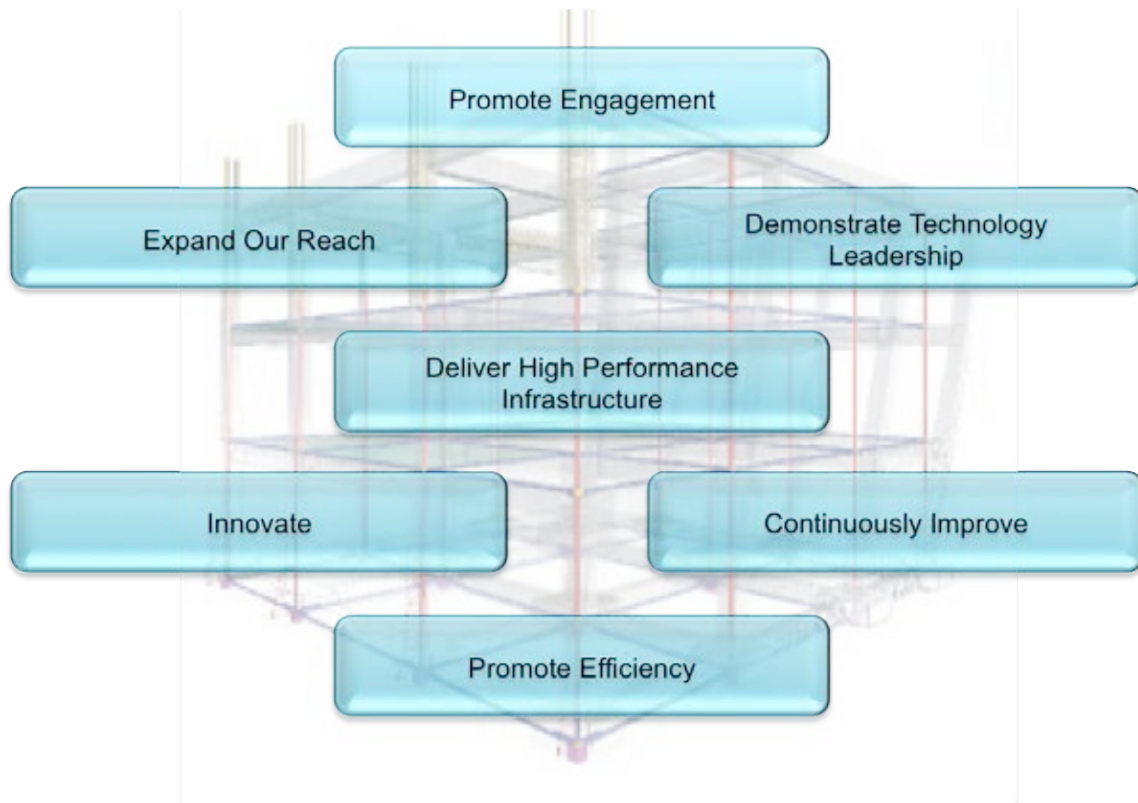 Promote Engagement
Expand Our Reach
Demonstrate Technology
Leadership
Deliver High Performance
Infrastructure
Innovate
Continuously Improve
Promote Efficiency